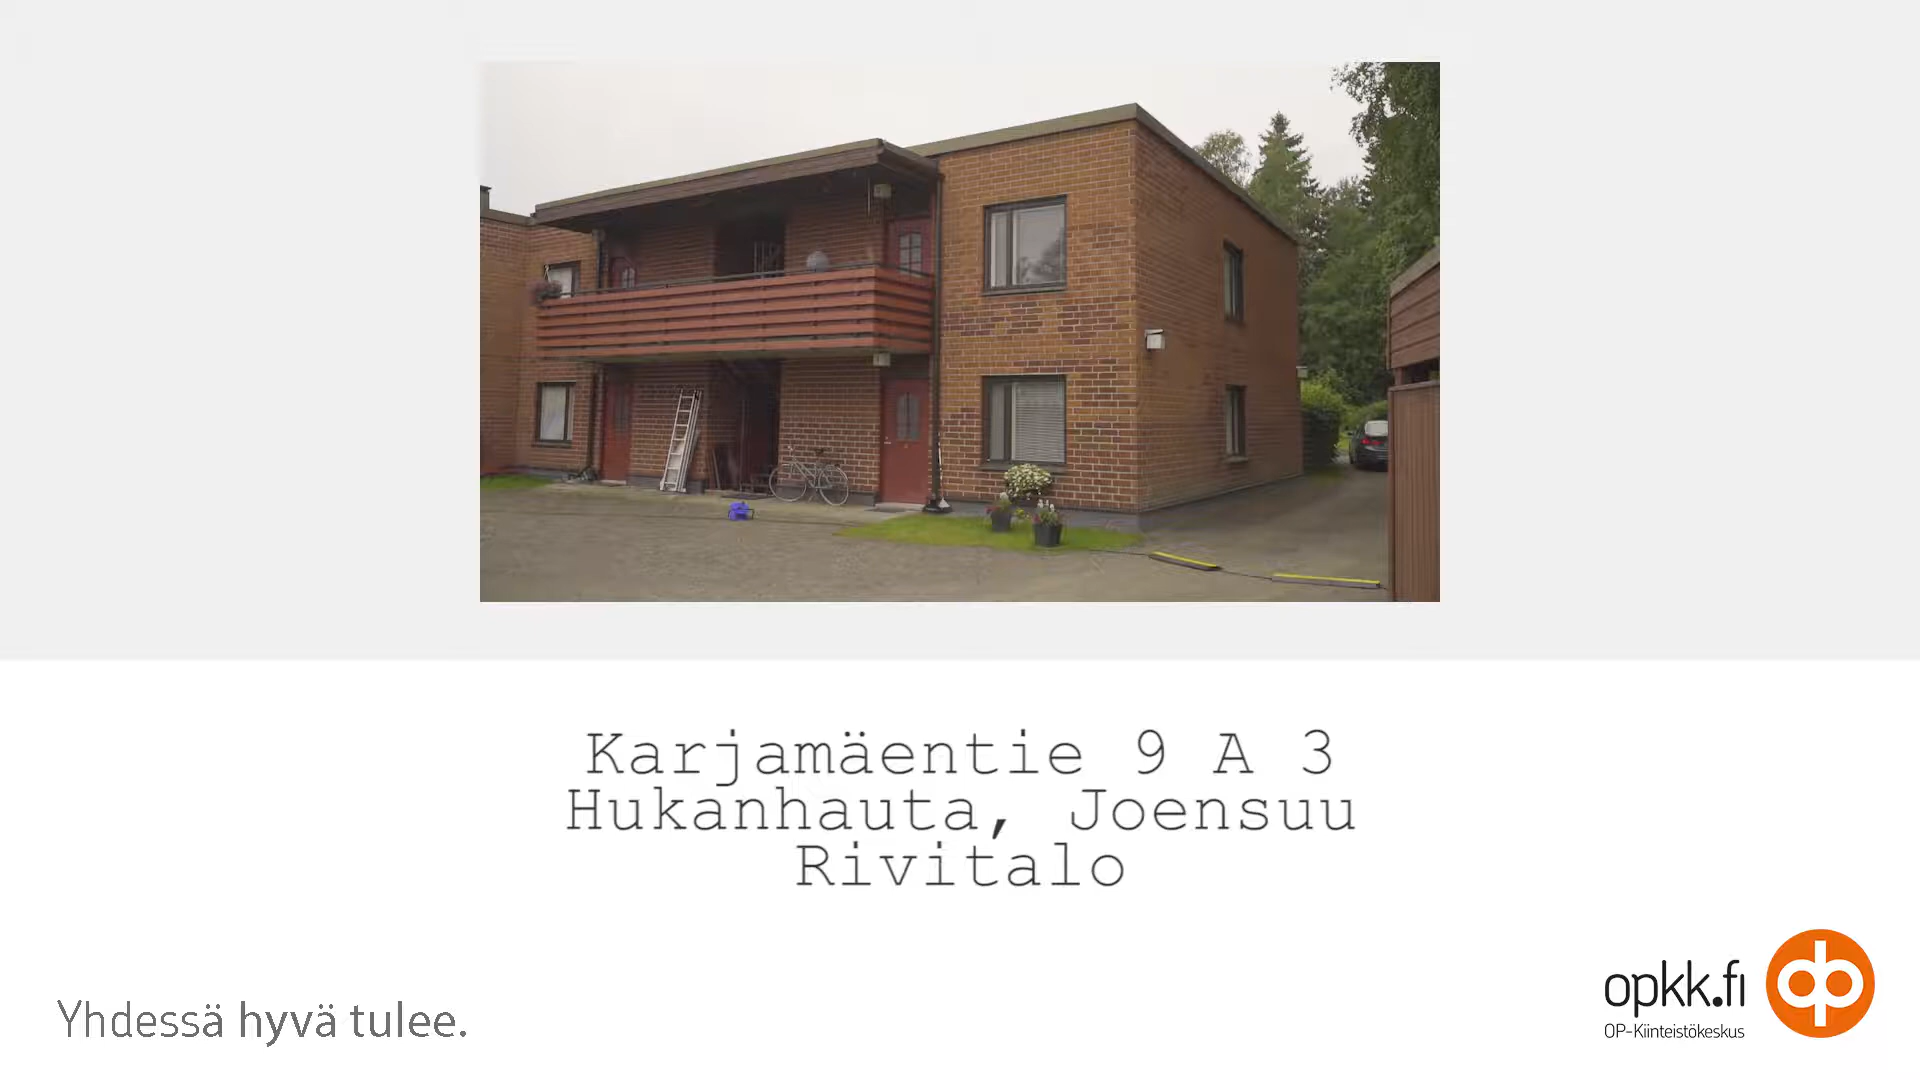 Karjamäentie 9 A 3
Hukanhauta, Joensuu
Rivitalo
Yhdessä hyvä tulee.
opkk.fi
OP-Kiinteistökeskus